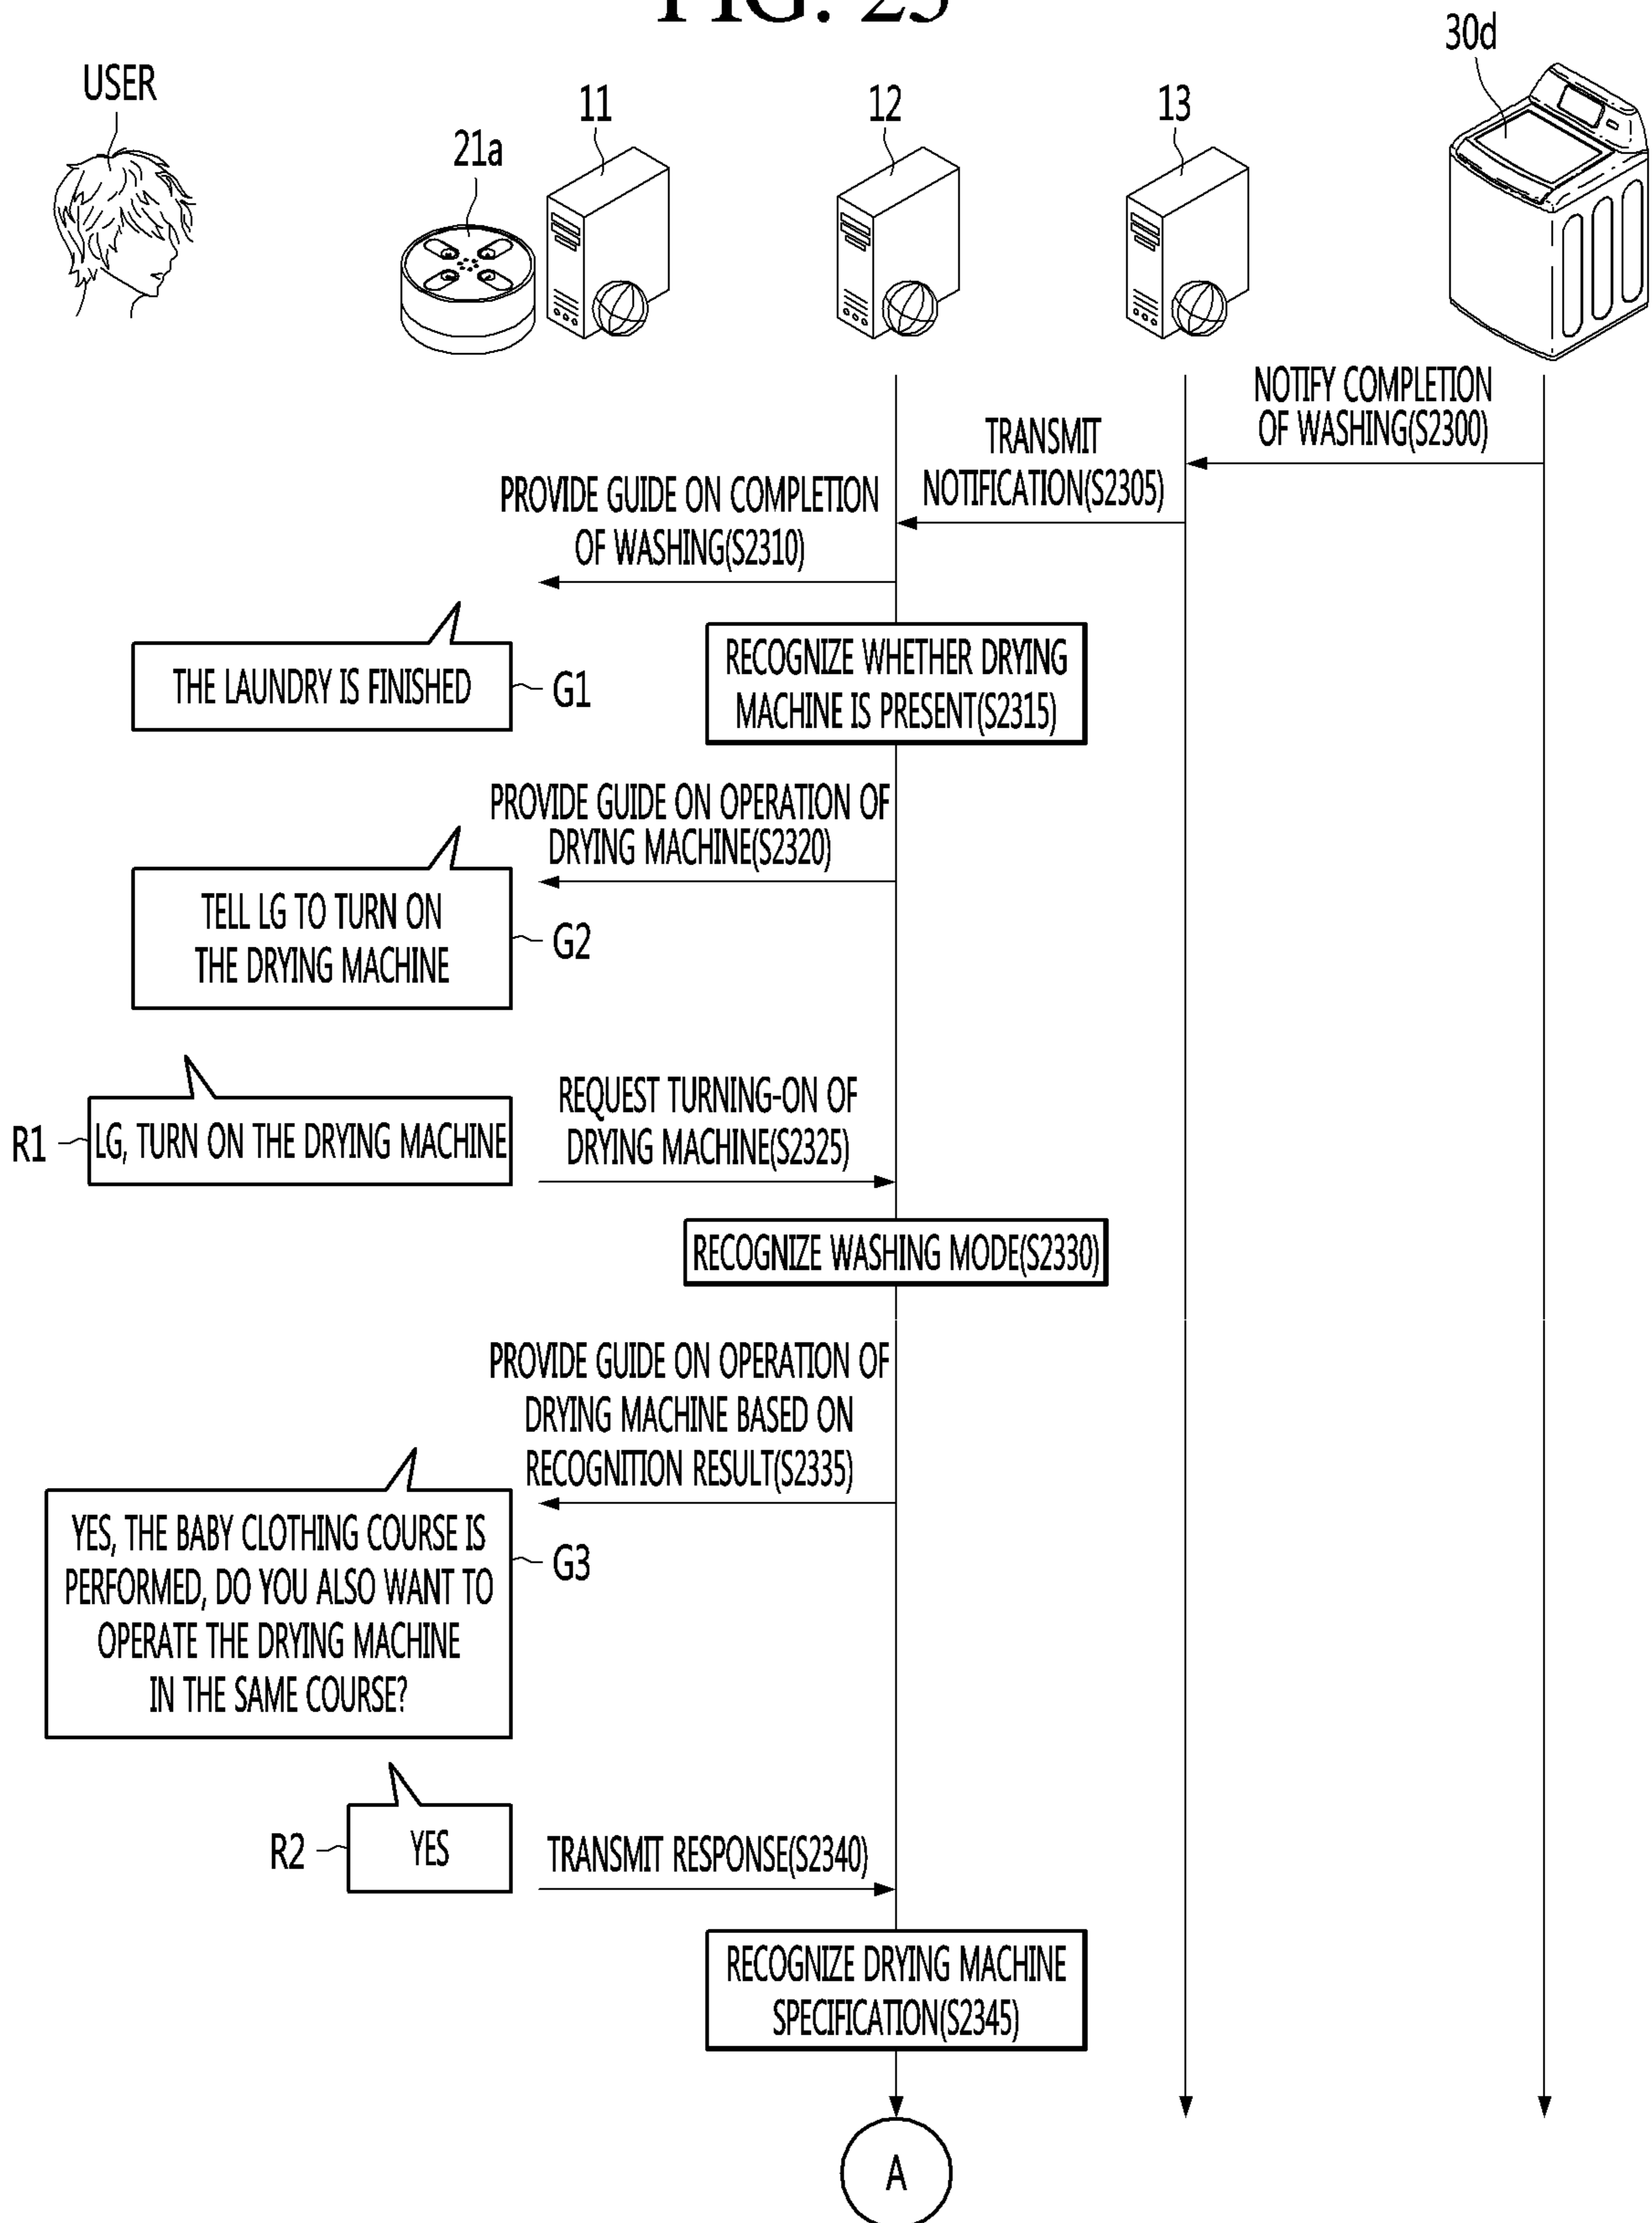 FIG. 23
30d
USER
11
12
13
21a
NOTIFY COMPLETION
OF WASHING(S2300)
TRANSMIT
NOTIFICATION(S2305)
PROVIDE GUIDE ON COMPLETION
OF WASHING(S2310)
THE LAUNDRY IS FINISHED
G1
RECOGNIZE WHETHER DRYING
MACHINE IS PRESENT(S2315)
PROVIDE GUIDE ON OPERATION OF
DRYING MACHINE(S2320)
TELL LG TO TURN ON
THE DRYING MACHINE
G2
R1
LG, TURN ON THE DRYING MACHINE
REQUEST TURNING-ON OF
DRYING MACHINE(S2325)
RECOGNIZE WASHING MODE(S2330)
PROVIDE GUIDE ON OPERATION OF
DRYING MACHINE BASED ON
RECOGNITION RESULT(S2335)
YES, THE BABY CLOTHING COURSE IS
PERFORMED, DO YOU ALSO WANT TO
OPERATE THE DRYING MACHINE
IN THE SAME COURSE?
G3
R2
YES
TRANSMIT RESPONSE(S2340)
RECOGNIZE DRYING MACHINE
SPECIFICATION(S2345)
A